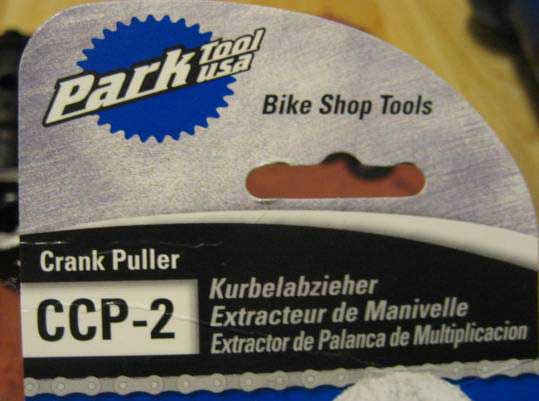 Park Tool usa
Bike Shop Tools
Crank Puller
CCP-2
Kurbelabzieher
Extracteur de Manivelle
Extractor de Palanca de Multiplicacion